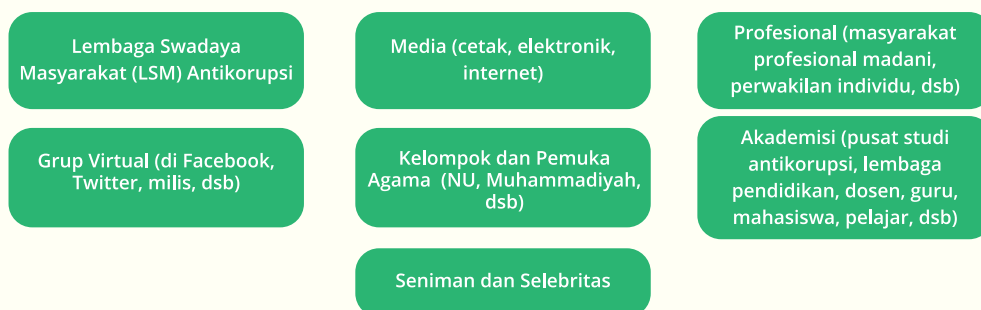 Lembaga Swadaya
Masyarakat (LSM) Antikorupsi
Media (cetak, elektronik,
internet)
Profesional (masyarakat
profesional madani,
perwakilan individu, dsb)
Grup Virtual (di Facebook,
Twitter, milis, dsb)
Kelompok dan Pemuka
Agama (NU, Muhammadiyah,
dsb)
Akademisi (pusat studi
antikorupsi, lembaga
pendidikan, dosen, guru,
mahasiswa, pelajar, dsb)
Seniman dan Selebritas